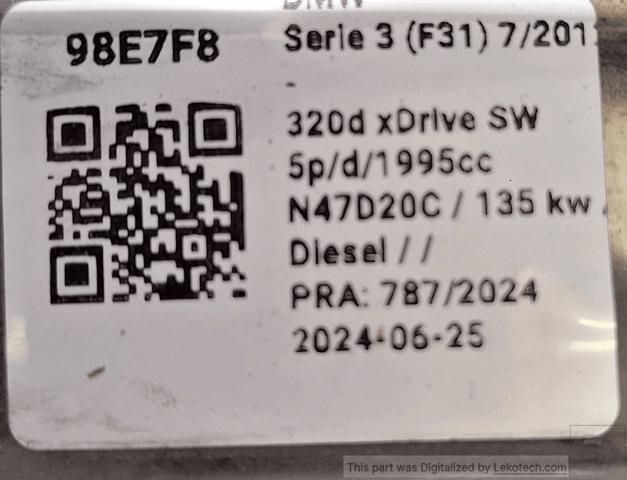 BMW
98E7F8
Serie 3 (F31) 7/201
320d xDrive SW
5p/d/1995cc
N47D20C / 135 kw
Diesel / /
PRA: 787/2024
2024-06-25
This part was Digitalized by Lekotech.com